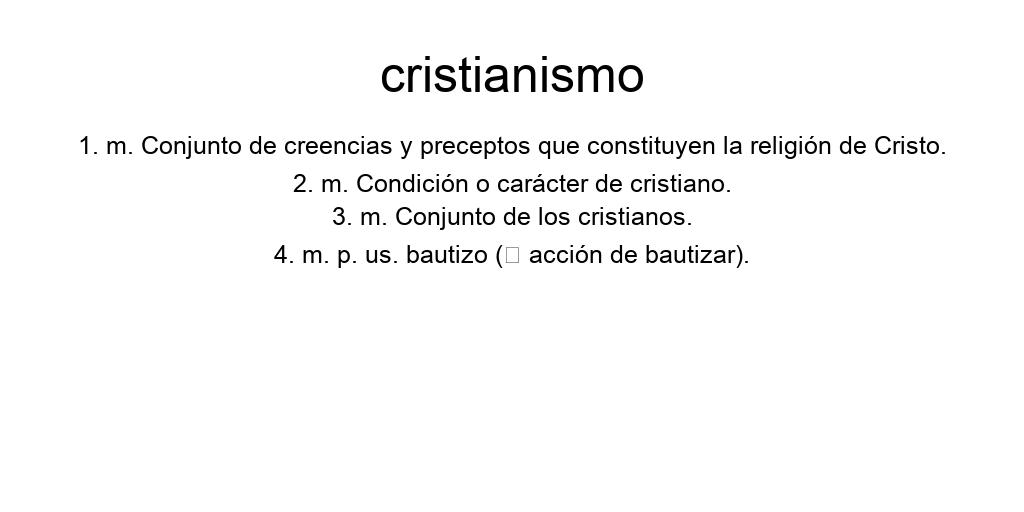 cristianismo
1. m. Conjunto de creencias y preceptos que constituyen la religión de Cristo.
2. m. Condición o carácter de cristiano.
3. m. Conjunto de los cristianos.
4. m. p. us. bautizo (□ acción de bautizar).